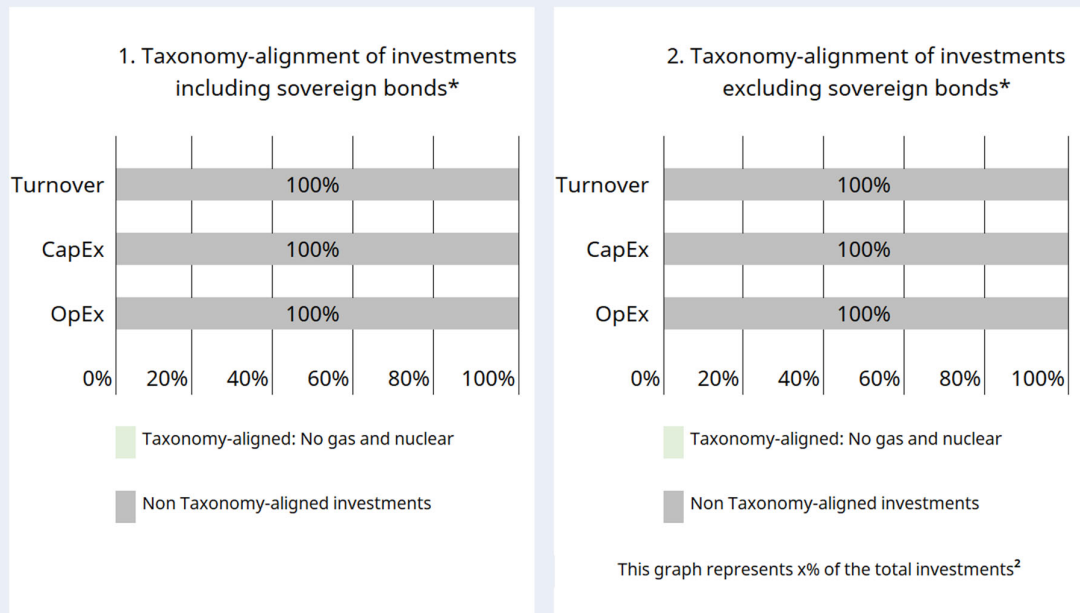 1. Taxonomy-alignment of investments
including sovereign bonds*
Turnover 100%
CapEx 100%
OpEx 100%
0% 20% 40% 60% 80% 100%
Taxonomy-aligned: No gas and nuclear
Non Taxonomy-aligned investments
2. Taxonomy-alignment of investments
excluding sovereign bonds*
Turnover 100%
CapEx 100%
OpEx 100%
0% 20% 40% 60% 80% 100%
Taxonomy-aligned: No gas and nuclear
Non Taxonomy-aligned investments
This graph represents x% of the total investments²